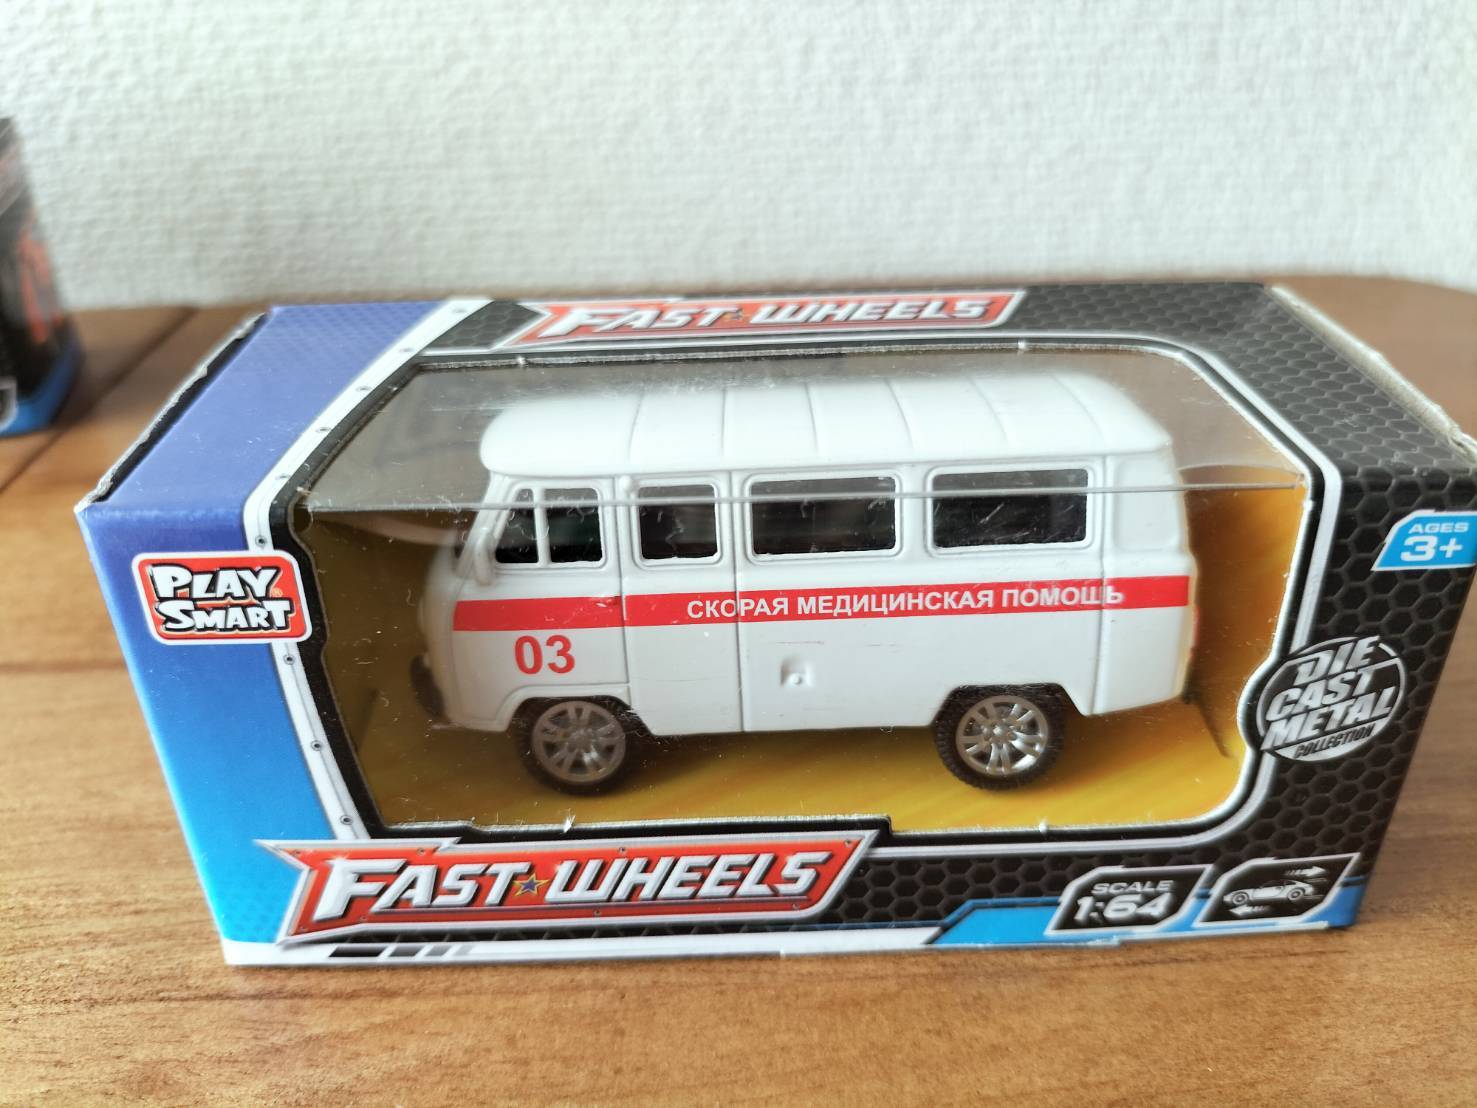 FAST WHEELS
PLAY
SMART
СКОРАЯ МЕДИЦИНСКАЯ ПОМОЩЬ
03
AGES
3+
DIE
CAST
METAL
COLLECTION
FAST WHEELS
SCALE
1:64